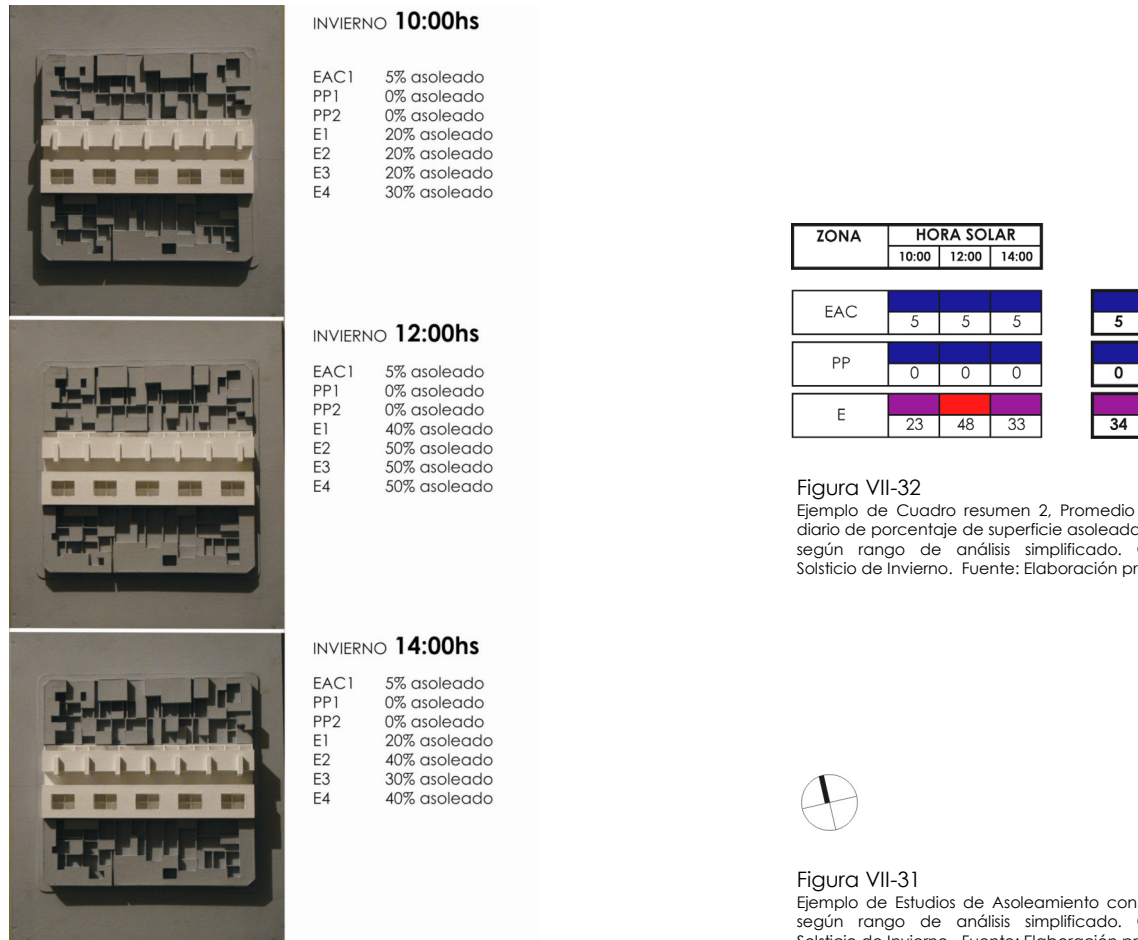 INVIERNO 10:00hs
EAC1 5% asoleado
PP1 0% asoleado
PP2 0% asoleado
E1 20% asoleado
E2 20% asoleado
E3 20% asoleado
E4 30% asoleado
INVIERNO 12:00hs
EAC1 5% asoleado
PP1 0% asoleado
PP2 0% asoleado
E1 40% asoleado
E2 50% asoleado
E3 50% asoleado
E4 50% asoleado
INVIERNO 14:00hs
EAC1 5% asoleado
PP1 0% asoleado
PP2 0% asoleado
E1 20% asoleado
E2 40% asoleado
E3 30% asoleado
E4 40% asoleado
ZONA HORA SOLAR
10:00 12:00 14:00
EAC
5 5 5 5
PP
0 0 0 0
E
23 48 33 34
Figura VII-32
Ejemplo de Cuadro resumen 2, Promedio
diario de porcentaje de superficie asoleada
según rango de análisis simplificado.
Solsticio de Invierno. Fuente: Elaboración pr
Figura VII-31
Ejemplo de Estudios de Asoleamiento con
según rango de análisis simplificado.
Solsticio de Invierno. Fuente: Elaboración pr